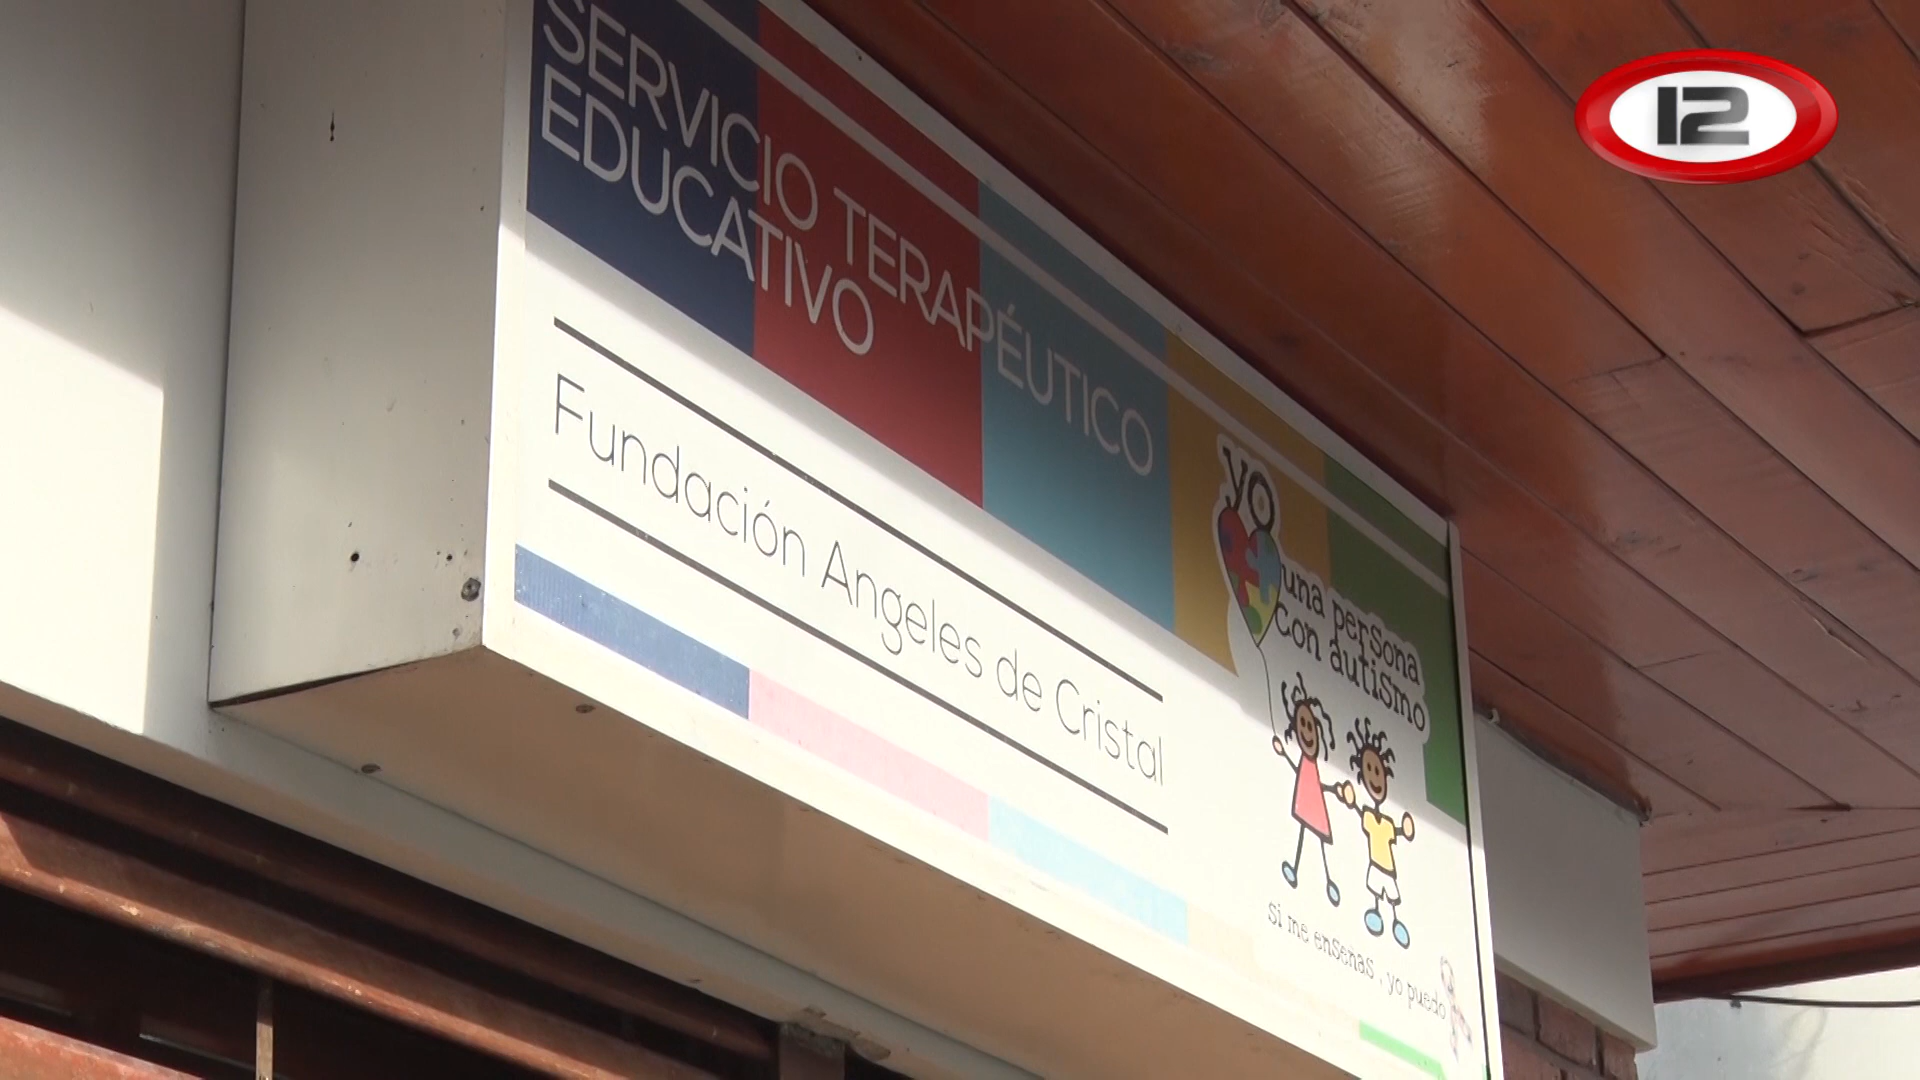 SERVICIO TERAPÉUTICO
EDUCATIVO
Fundación Angeles de Cristal
yo
una persona
con autismo
si me enseñas, yo puedo
12